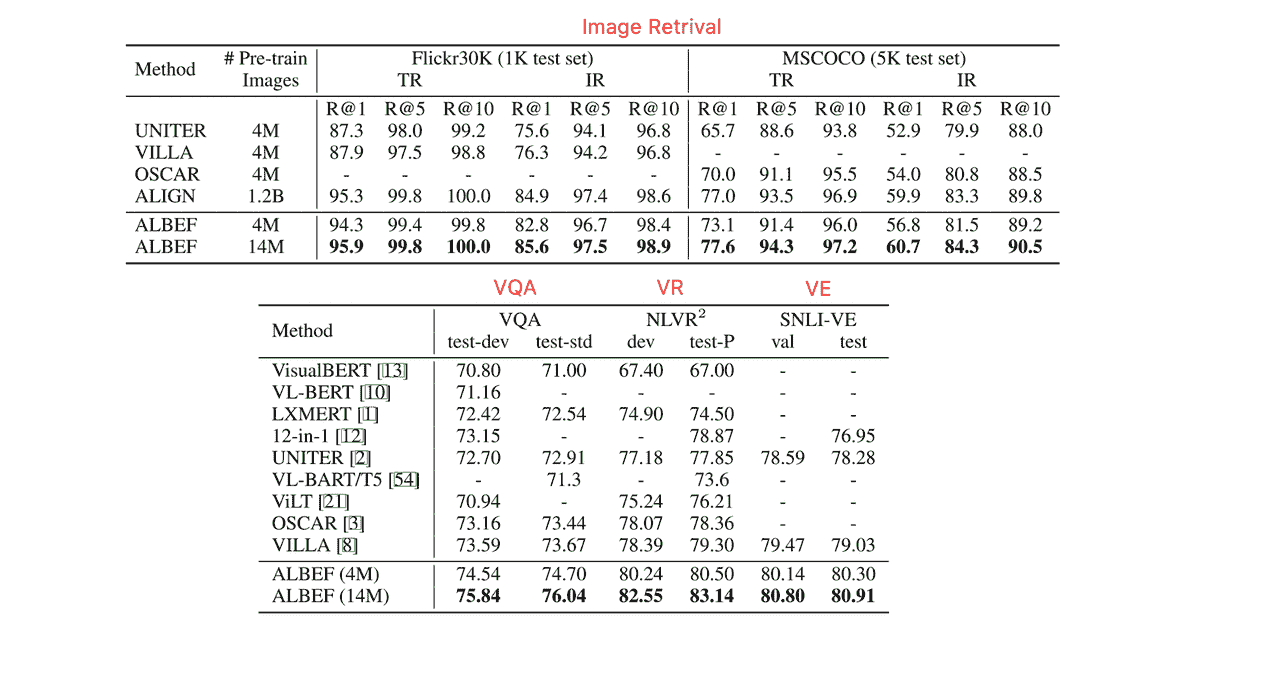 Image Retrival
Method # Pre-train Images Flickr30K (1K test set) MSCOCO (5K test set)
TR IR TR IR
R@1 R@5 R@10 R@1 R@5 R@10 R@1 R@5 R@10 R@1 R@5 R@10
UNITER 4M 87.3 98.0 99.2 75.6 94.1 96.8 65.7 88.6 93.8 52.9 79.9 88.0
VILLA 4M 87.9 97.5 98.8 76.3 94.2 96.8 - - - - - -
OSCAR 4M - - - - - - 70.0 91.1 95.5 54.0 80.8 88.5
ALIGN 1.2B 95.3 99.8 100.0 84.9 97.4 98.6 77.0 93.5 96.9 59.9 83.3 89.8
ALBEF 4M 94.3 99.4 99.8 82.8 96.7 98.4 73.1 91.4 96.0 56.8 81.5 89.2
ALBEF 14M 95.9 99.8 100.0 85.6 97.5 98.9 77.6 94.3 97.2 60.7 84.3 90.5
VQA VR VE
Method VQA NLVR² SNLI-VE
test-dev test-std dev test-P val test
VisualBERT [13] 70.80 71.00 67.40 67.00 - -
VL-BERT [10] 71.16 - - - - -
LXMERT [1] 72.42 72.54 74.90 74.50 - -
12-in-1 [12] 73.15 - - 78.87 - 76.95
UNITER [2] 72.70 72.91 77.18 77.85 78.59 78.28
VL-BART/T5 [54] - 71.3 - 73.6 - -
ViLT [21] 70.94 - 75.24 76.21 - -
OSCAR [3] 73.16 73.44 78.07 78.36 - -
VILLA [8] 73.59 73.67 78.39 79.30 79.47 79.03
ALBEF (4M) 74.54 74.70 80.24 80.50 80.14 80.30
ALBEF (14M) 75.84 76.04 82.55 83.14 80.80 80.91